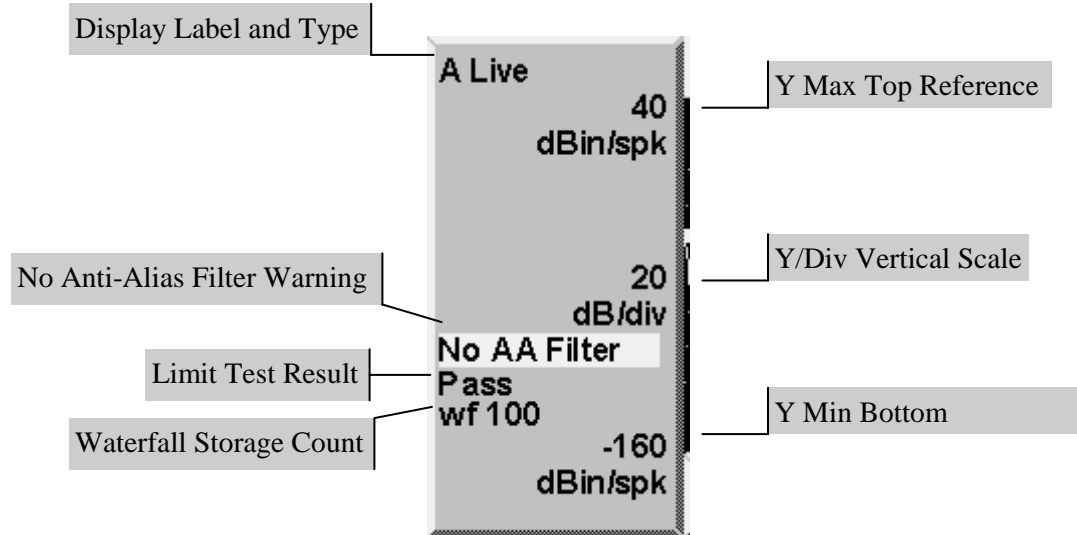 Display Label and Type
A Live
40
dBin/spk
Y Max Top Reference
20
dB/div
Y/Div Vertical Scale
No Anti-Alias Filter Warning
No AA Filter
Limit Test Result
Pass
wf 100
Waterfall Storage Count
-160
dBin/spk
Y Min Bottom